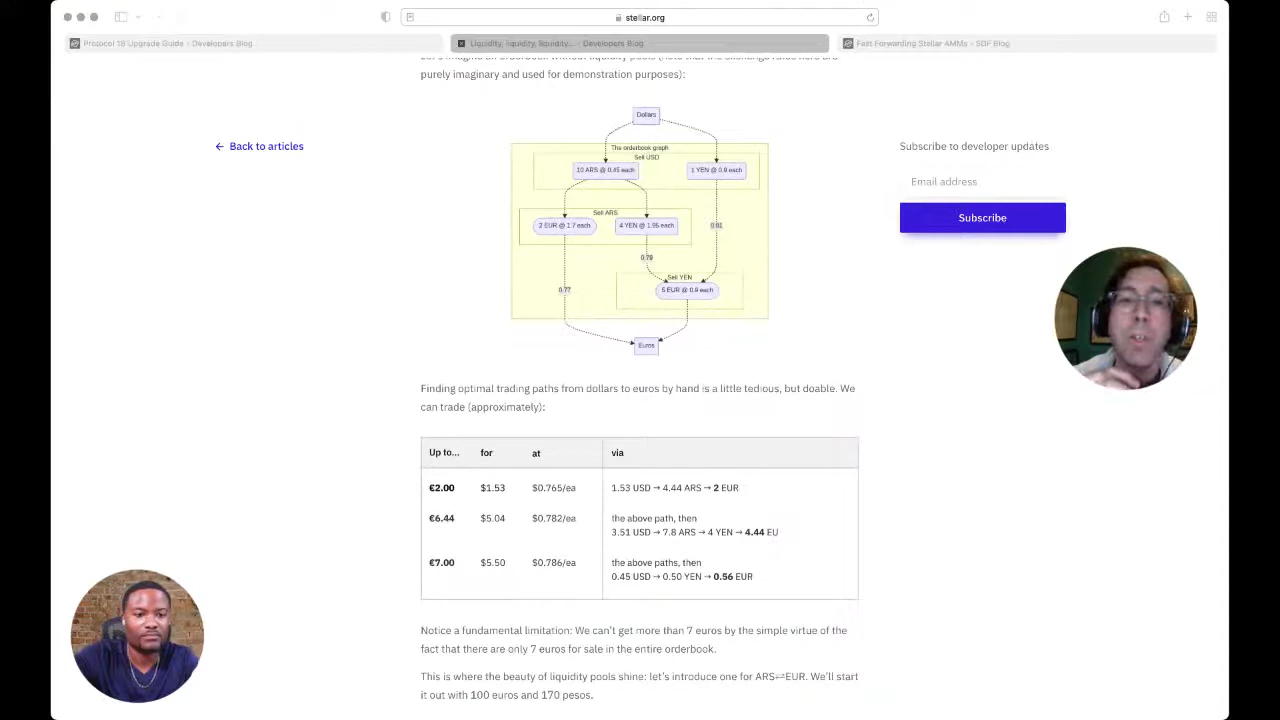 stellar.org
Protocol 18 Upgrade Guide - Developers Blog
Liquidity, liquidity, liquidity... - Developers Blog
Fast Forwarding Stellar AMMs - SDF Blog
purely imaginary and used for demonstration purposes):
← Back to articles
Subscribe to developer updates
Email address
Subscribe
Dollars
The orderbook graph
Sell USD
10 ARS @ 0.45 each
1 YEN @ 0.9 each
Sell ARS
2 EUR @ 1.7 each
4 YEN @ 1.95 each
0.81
0.79
Sell YEN
5 EUR @ 0.9 each
0.77
Euros
Finding optimal trading paths from dollars to euros by hand is a little tedious, but doable. We
can trade (approximately):
Up to... for at via
€2.00 $1.53 $0.765/ea 1.53 USD → 4.44 ARS → 2 EUR
€6.44 $5.04 $0.782/ea the above path, then
3.51 USD → 7.8 ARS → 4 YEN → 4.44 EU
€7.00 $5.50 $0.786/ea the above paths, then
0.45 USD → 0.50 YEN → 0.56 EUR
Notice a fundamental limitation: We can't get more than 7 euros by the simple virtue of the
fact that there are only 7 euros for sale in the entire orderbook.
This is where the beauty of liquidity pools shine: let's introduce one for ARS⇌EUR. We'll start
it out with 100 euros and 170 pesos.